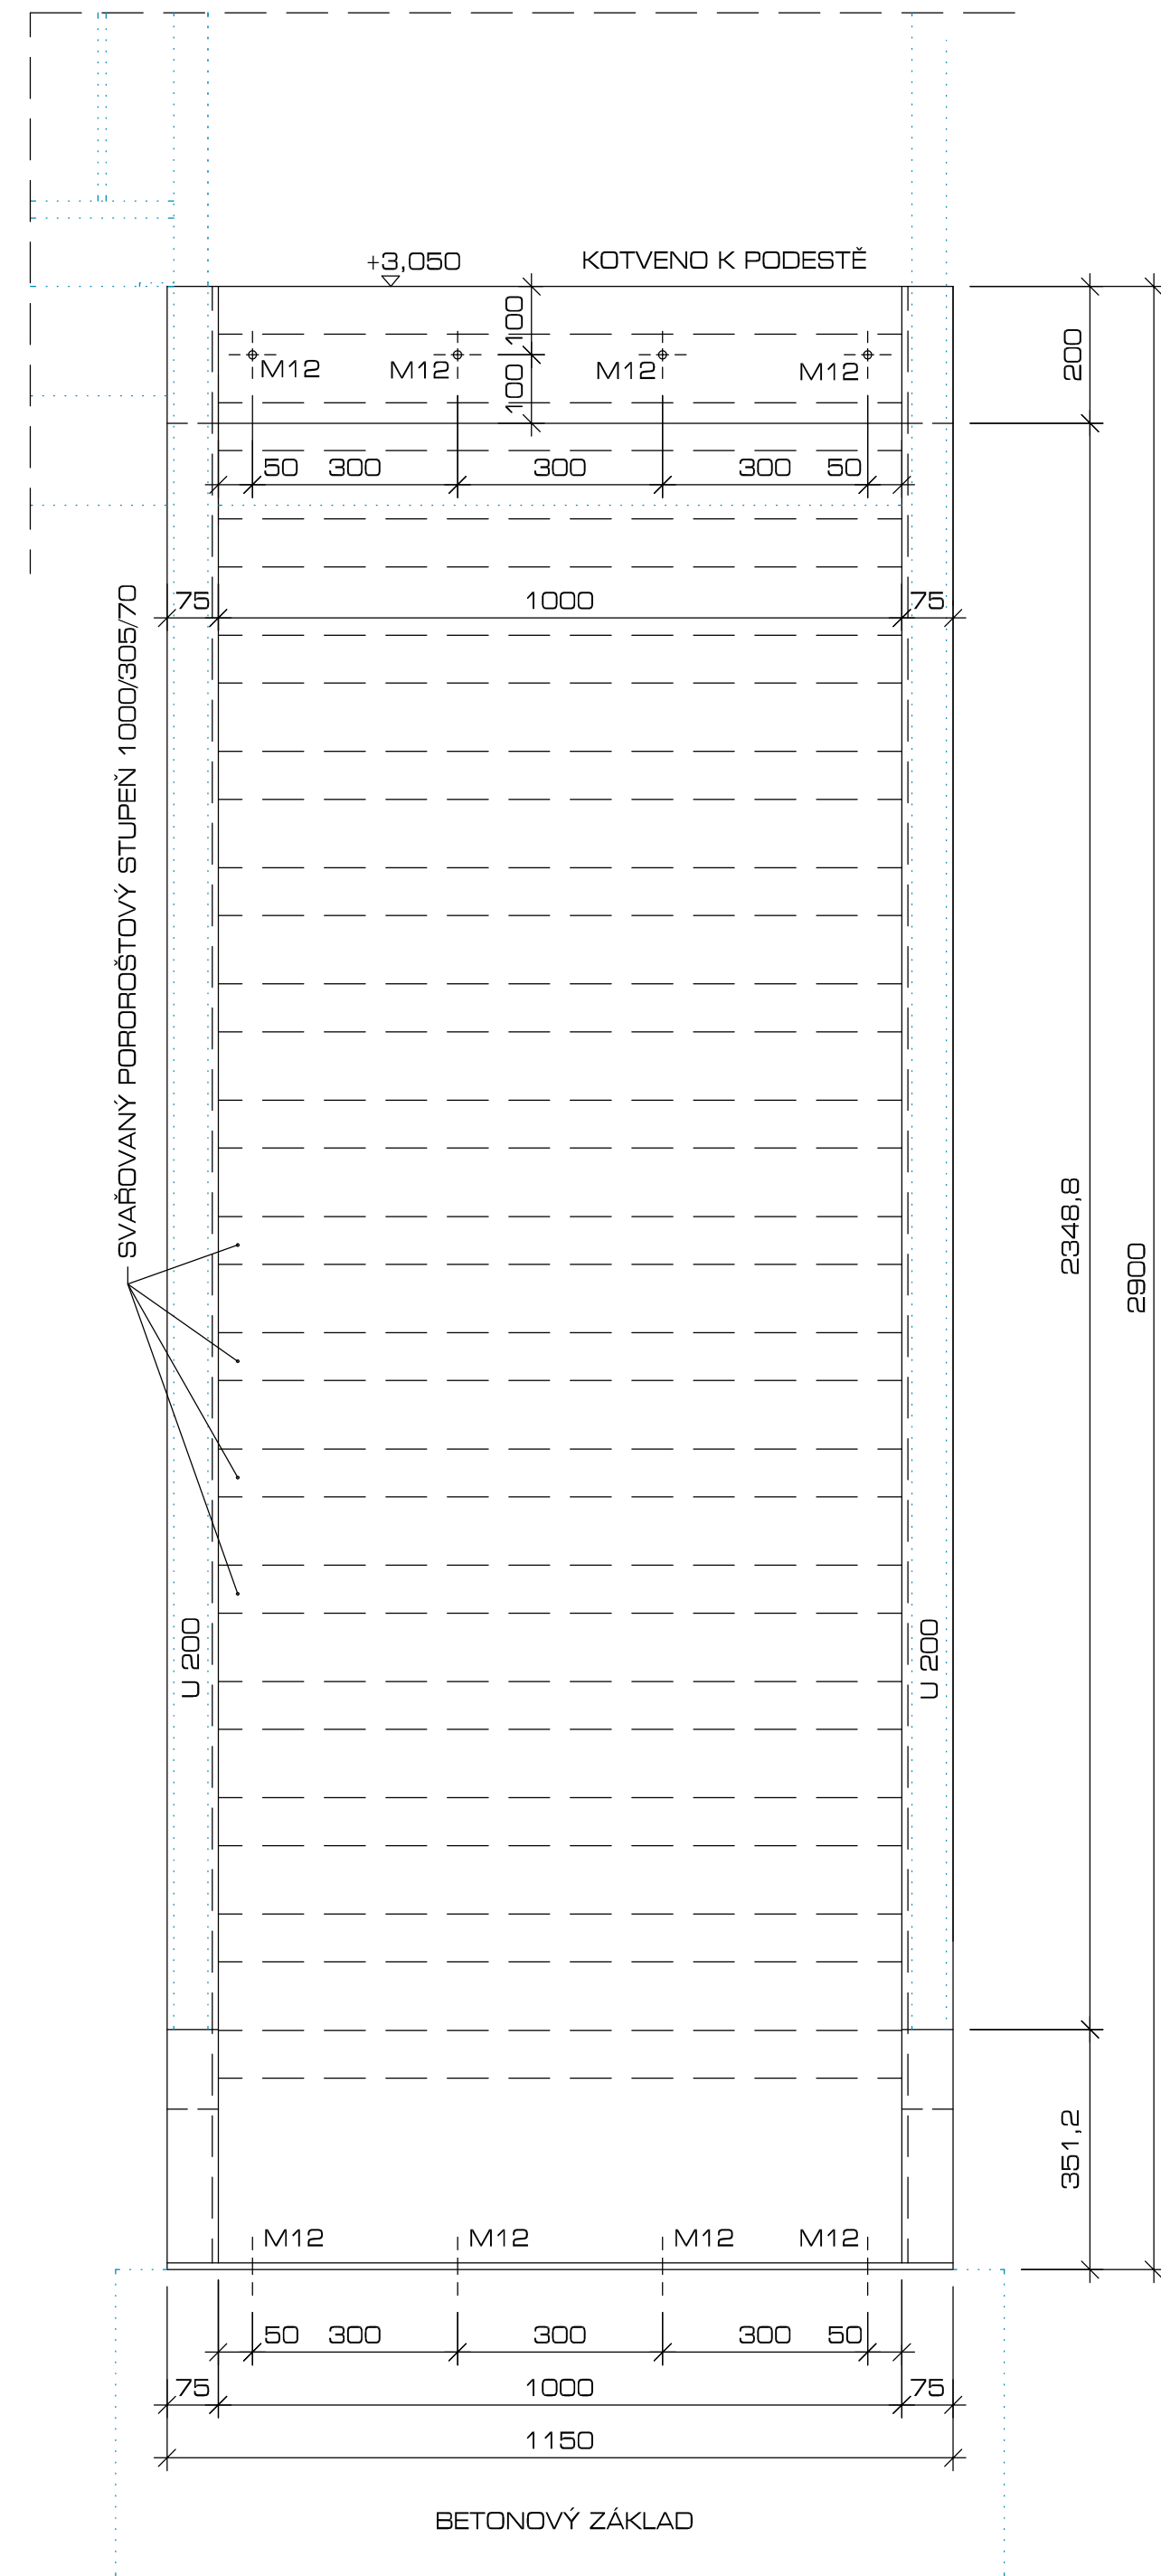 +3,050
KOTVENO K PODESTĚ
100
200
M12
M12
M12
M12
100
50 300 300 300 50
75 1000 75
SVAŘOVANÝ POROROŠTOVÝ STUPEŇ 1000/305/70
2348,8
2900
U 200
U 200
351,2
M12 M12 M12 M12
50 300 300 300 50
75 1000 75
1150
BETONOVÝ ZÁKLAD